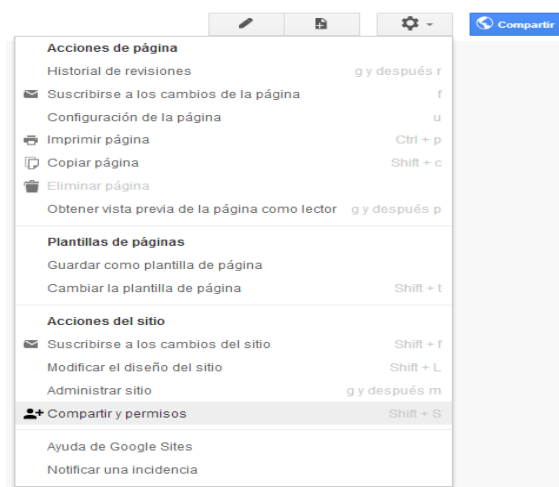 Compartir
Acciones de página
Historial de revisiones g y después r
Suscribirse a los cambios de la página f
Configuración de la página u
Imprimir página Ctrl + p
Copiar página Shift + c
Eliminar página
Obtener vista previa de la página como lector g y después p
Plantillas de páginas
Guardar como plantilla de página
Cambiar la plantilla de página Shift + t
Acciones del sitio
Suscribirse a los cambios del sitio Shift + f
Modificar el diseño del sitio Shift + L
Administrar sitio g y después m
Compartir y permisos Shift + S
Ayuda de Google Sites
Notificar una incidencia